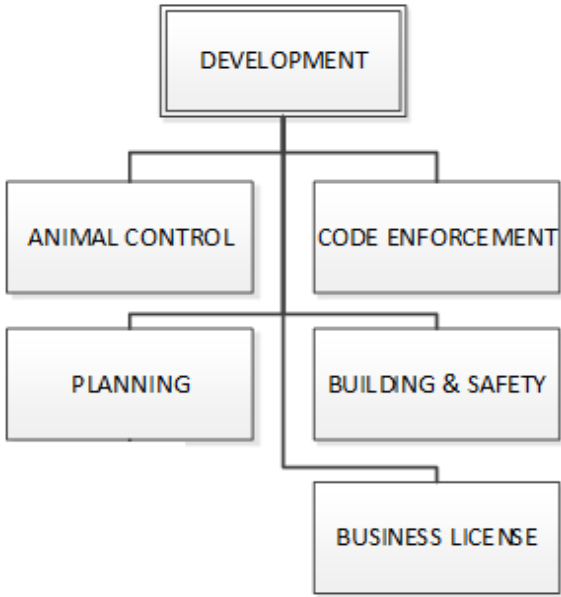 DEVELOPMENT
ANIMAL CONTROL
CODE ENFORCEMENT
PLANNING
BUILDING & SAFETY
BUSINESS LICENSE